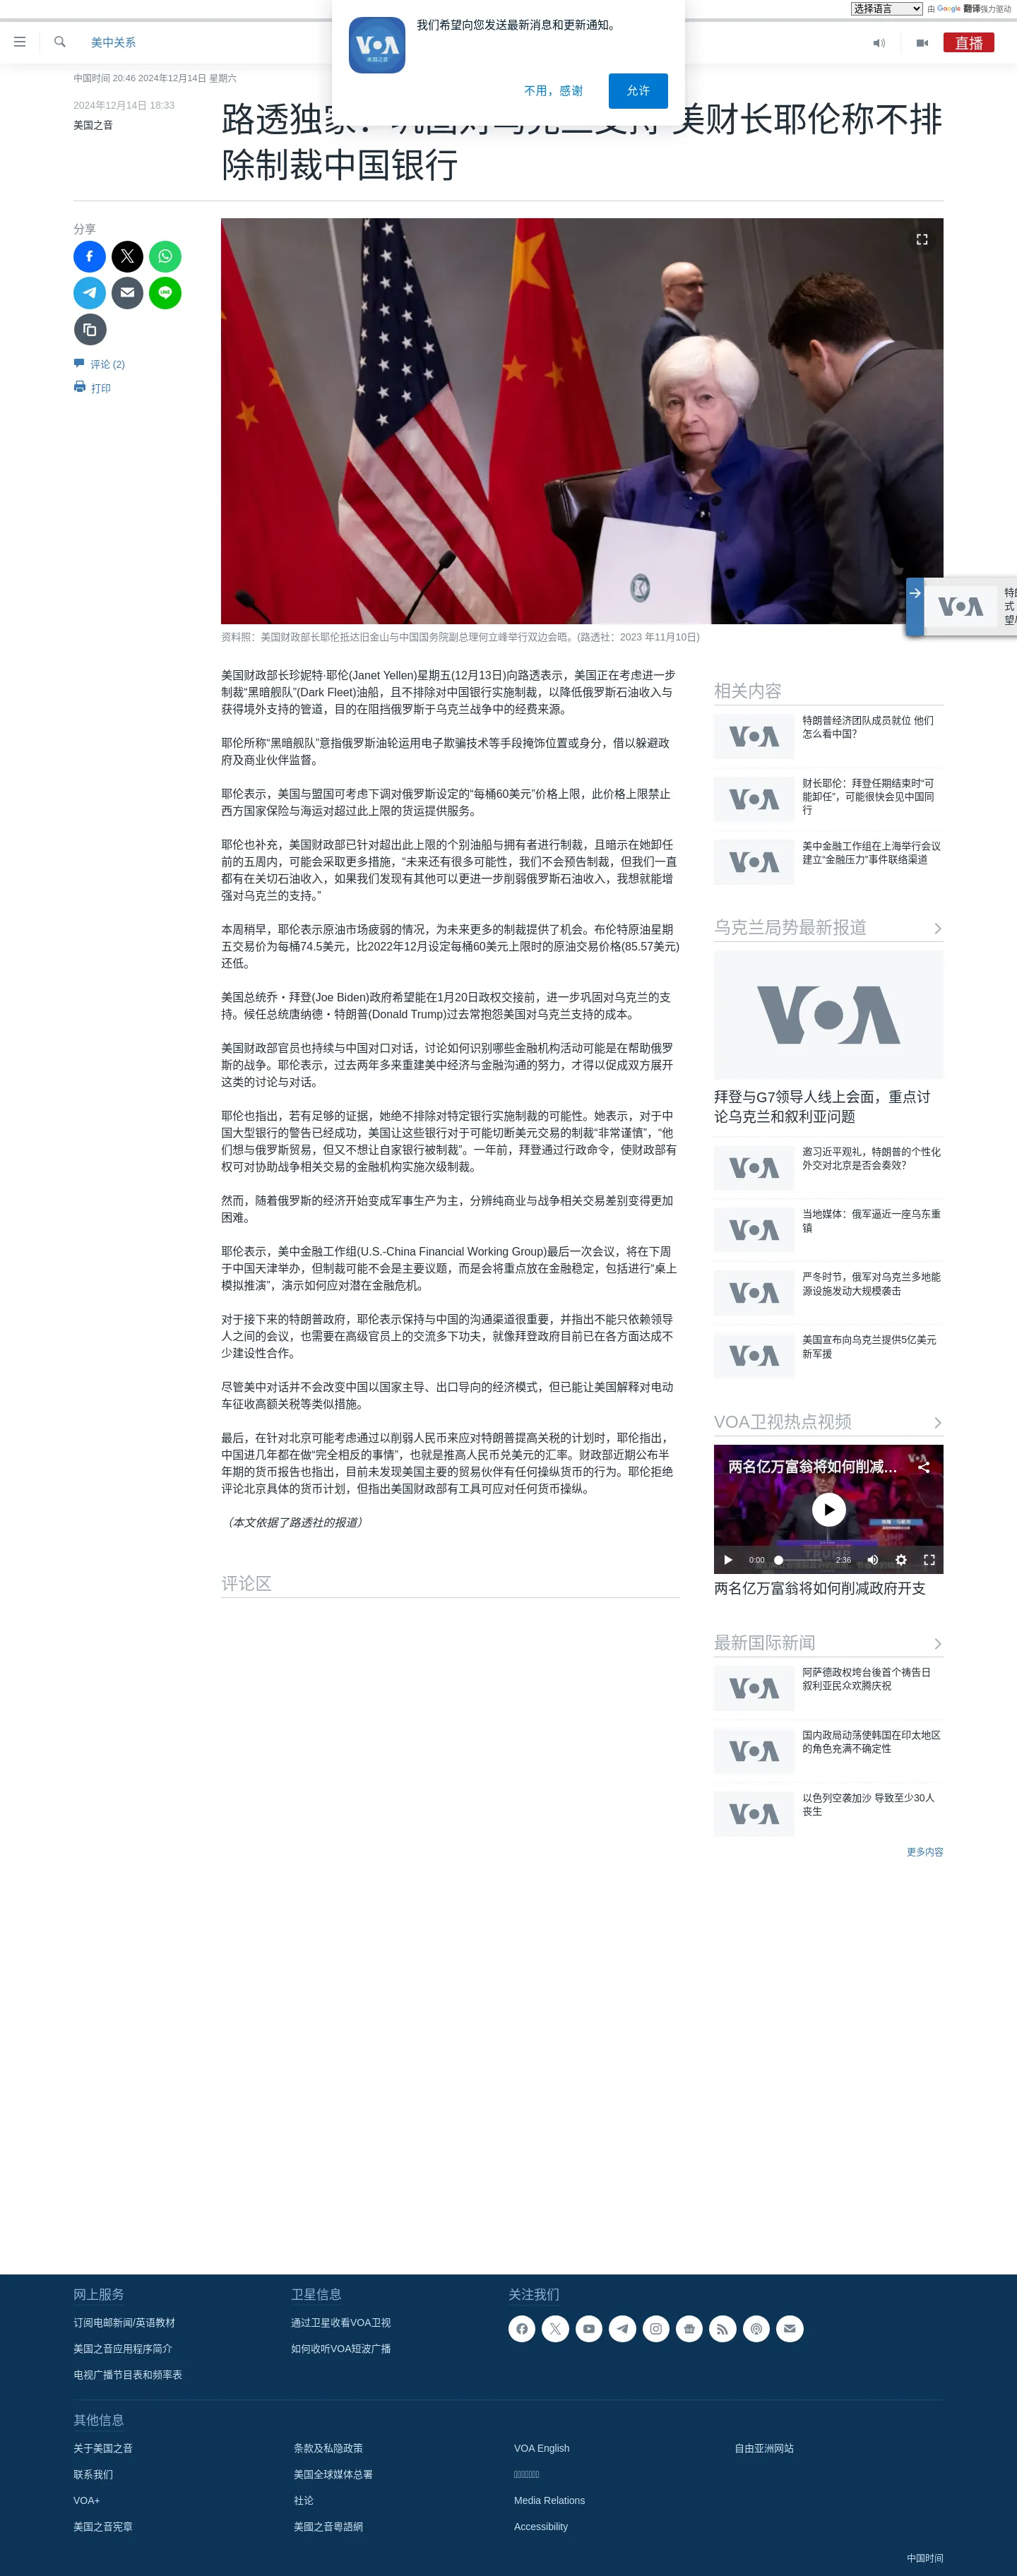 选择语言 由 Google 翻译强力驱动
美中关系
直播
VOA
美国之音
我们希望向您发送最新消息和更新通知。
不用，感谢
允许
中国时间 20:46 2024年12月14日 星期六
2024年12月14日 18:33
美国之音
路透独家：美财长耶伦称不排
除制裁中国银行
分享
评论 (2)
打印
资料照：美国财政部长耶伦抵达旧金山与中国国务院副总理何立峰举行双边会晤。(路透社：2023 年11月10日)
VOA
美国财政部长珍妮特·耶伦(Janet Yellen)星期五(12月13日)向路透表示，美国正在考虑进一步
制裁“黑暗舰队”(Dark Fleet)油船，且不排除对中国银行实施制裁，以降低俄罗斯石油收入与
获得境外支持的管道，目的在阻挡俄罗斯于乌克兰战争中的经费来源。
耶伦所称“黑暗舰队”意指俄罗斯油轮运用电子欺骗技术等手段掩饰位置或身分，借以躲避政
府及商业伙伴监督。
耶伦表示，美国与盟国可考虑下调对俄罗斯设定的“每桶60美元”价格上限，此价格上限禁止
西方国家保险与海运对超过此上限的货运提供服务。
耶伦也补充，美国财政部已针对超出此上限的个别油船与拥有者进行制裁，且暗示在她卸任
前的五周内，可能会采取更多措施，“未来还有很多可能性，我们不会预告制裁，但我们一直
都有在关切石油收入，如果我们发现有其他可以更进一步削弱俄罗斯石油收入，我想就能增
强对乌克兰的支持。”
本周稍早，耶伦表示原油市场疲弱的情况，为未来更多的制裁提供了机会。布伦特原油星期
五交易价为每桶74.5美元，比2022年12月设定每桶60美元上限时的原油交易价格(85.57美元)
还低。
美国总统乔・拜登(Joe Biden)政府希望能在1月20日政权交接前，进一步巩固对乌克兰的支
持。候任总统唐纳德・特朗普(Donald Trump)过去常抱怨美国对乌克兰支持的成本。
美国财政部官员也持续与中国对口对话，讨论如何识别哪些金融机构活动可能是在帮助俄罗
斯的战争。耶伦表示，过去两年多来重建美中经济与金融沟通的努力，才得以促成双方展开
这类的讨论与对话。
耶伦也指出，若有足够的证据，她绝不排除对特定银行实施制裁的可能性。她表示，对于中
国大型银行的警告已经成功，美国让这些银行对于可能切断美元交易的制裁“非常谨慎”，“他
们想与俄罗斯贸易，但又不想让自家银行被制裁”。一年前，拜登通过行政命令，使财政部有
权可对协助战争相关交易的金融机构实施次级制裁。
然而，随着俄罗斯的经济开始变成军事生产为主，分辨纯商业与战争相关交易差别变得更加
困难。
耶伦表示，美中金融工作组(U.S.-China Financial Working Group)最后一次会议，将在下周
于中国天津举办，但制裁可能不会是主要议题，而是会将重点放在金融稳定，包括进行“桌上
模拟推演”，演示如何应对潜在金融危机。
对于接下来的特朗普政府，耶伦表示保持与中国的沟通渠道很重要，并指出不能只依赖领导
人之间的会议，也需要在高级官员上的交流多下功夫，就像拜登政府目前已在各方面达成不
少建设性合作。
尽管美中对话并不会改变中国以国家主导、出口导向的经济模式，但已能让美国解释对电动
车征收高额关税等类似措施。
最后，在针对北京可能考虑通过以削弱人民币来应对特朗普提高关税的计划时，耶伦指出，
中国进几年都在做“完全相反的事情”，也就是推高人民币兑美元的汇率。财政部近期公布半
年期的货币报告也指出，目前未发现美国主要的贸易伙伴有任何操纵货币的行为。耶伦拒绝
评论北京具体的货币计划，但指出美国财政部有工具可应对任何货币操纵。
（本文依据了路透社的报道）
评论区
相关内容
VOA 特朗普经济团队成员就位 他们
怎么看中国？
VOA 财长耶伦：拜登任期结束时“可
能卸任”，可能很快会见中国同
行
VOA 美中金融工作组在上海举行会议
建立“金融压力”事件联络渠道
乌克兰局势最新报道
VOA
拜登与G7领导人线上会面，重点讨
论乌克兰和叙利亚问题
VOA 邀习近平观礼，特朗普的个性化
外交对北京是否会奏效？
VOA 当地媒体：俄军逼近一座乌东重
镇
VOA 严冬时节，俄军对乌克兰多地能
源设施发动大规模袭击
VOA 美国宣布向乌克兰提供5亿美元
新军援
VOA卫视热点视频
两名亿万富翁将如何削减...
TRUMP
0:00 2:36
两名亿万富翁将如何削减政府开支
最新国际新闻
VOA 阿萨德政权垮台後首个祷告日
叙利亚民众欢腾庆祝
VOA 国内政局动荡使韩国在印太地区
的角色充满不确定性
VOA 以色列空袭加沙 导致至少30人
丧生
更多内容
网上服务
订阅电邮新闻/英语教材
美国之音应用程序简介
电视广播节目表和频率表
卫星信息
通过卫星收看VOA卫视
如何收听VOA短波广播
关注我们
其他信息
关于美国之音
联系我们
VOA+
美国之音宪章
条款及私隐政策
美国全球媒体总署
社论
美國之音粵語網
VOA English
Media Relations
Accessibility
自由亚洲网站
中国时间